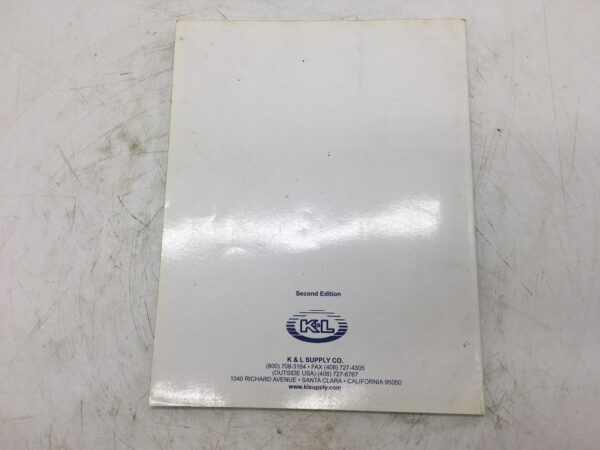 Second Edition
K&L
K & L SUPPLY CO.
(800) 708-3184 • FAX (408) 727-4305
(OUTSIDE USA) (408) 727-6767
1040 RICHARD AVENUE • SANTA CLARA • CALIFORNIA 95050
www.klsupply.com